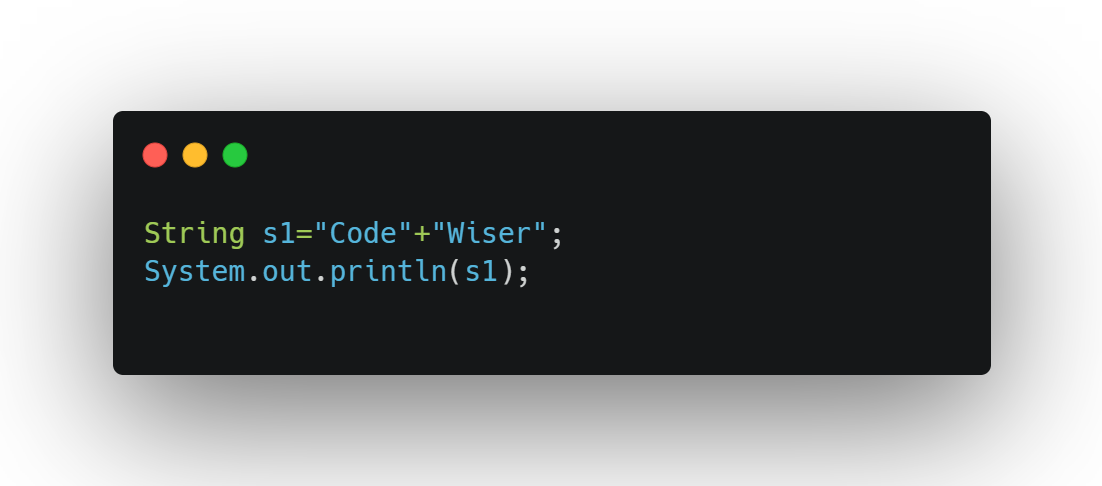 String s1="Code"+"Wiser";
System.out.println(s1);